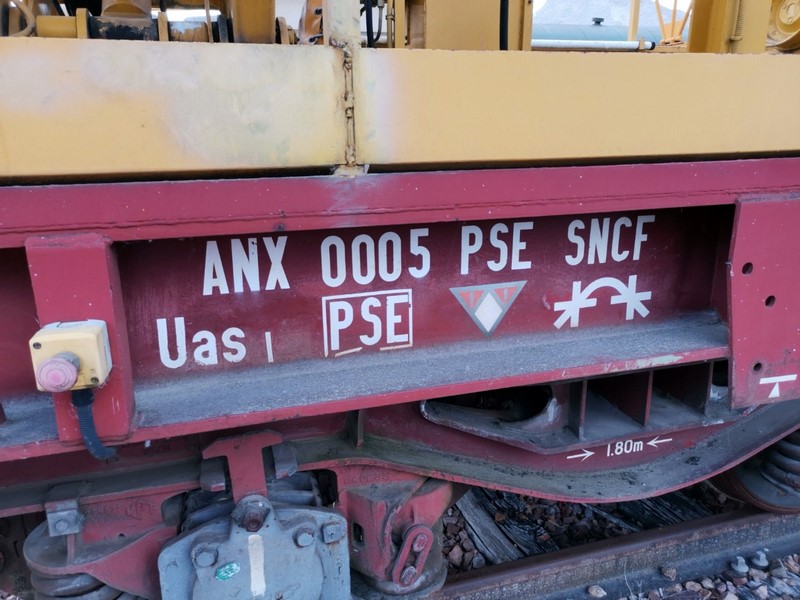 ANX 0005 PSE SNCF
Uas PSE
1.80m